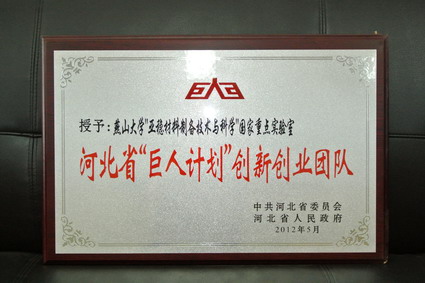 巨人
授予：燕山大学"亚稳材料制备技术与科学"国家重点实验室
河北省“巨人计划”创新创业团队
中共河北省委员会
河北省人民政府
2012年5月